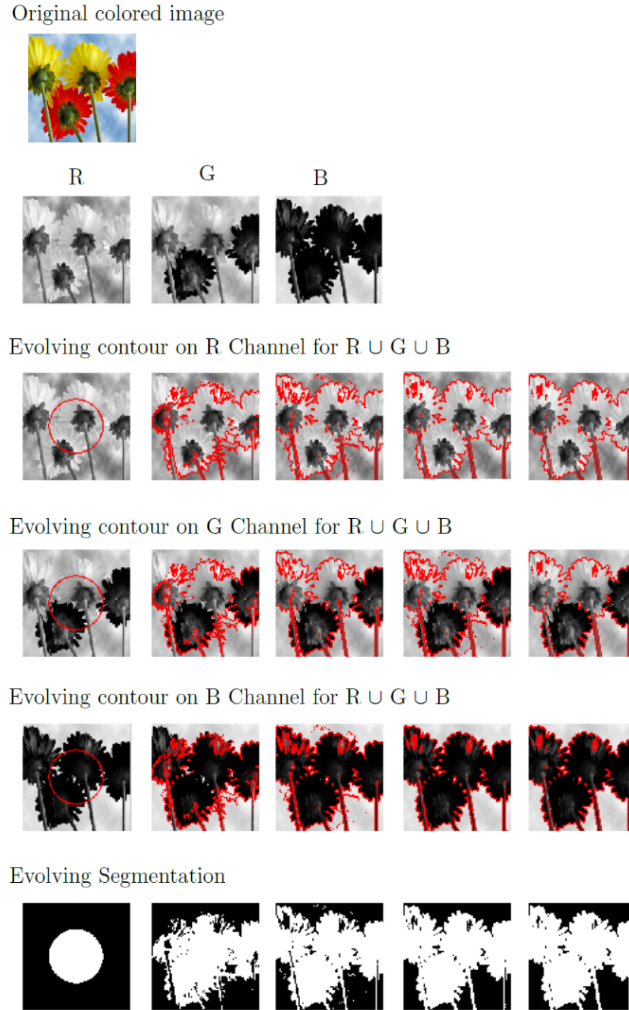 Original colored image
R G B
Evolving contour on R Channel for R ∪ G ∪ B
Evolving contour on G Channel for R ∪ G ∪ B
Evolving contour on B Channel for R ∪ G ∪ B
Evolving Segmentation